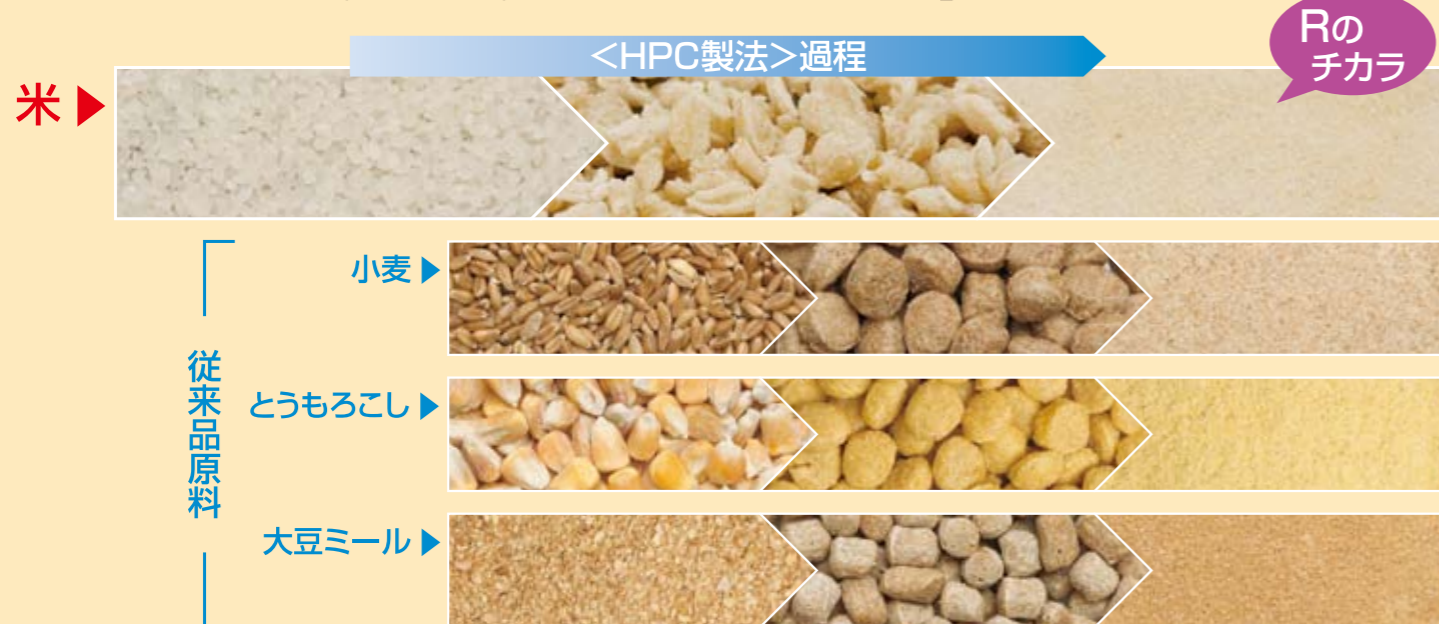 <HPC製法>過程
Rの
チカラ
米▶
従来品原料
小麦▶
とうもろこし▶
大豆ミール▶